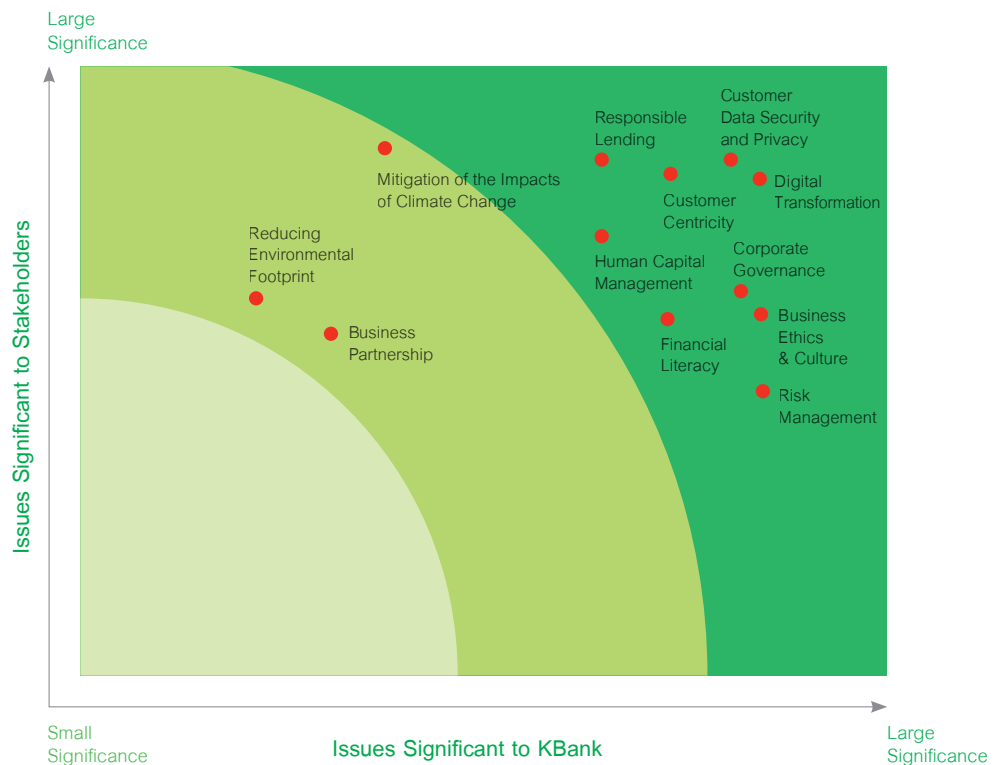 Large
Significance
Customer
Data Security
and Privacy
Responsible
Lending
Mitigation of the Impacts
of Climate Change
Digital
Transformation
Customer
Centricity
Reducing
Environmental
Footprint
Human Capital
Management
Corporate
Governance
Business
Ethics
& Culture
Business
Partnership
Financial
Literacy
Risk
Management
Issues Significant to Stakeholders
Small
Significance
Issues Significant to KBank
Large
Significance